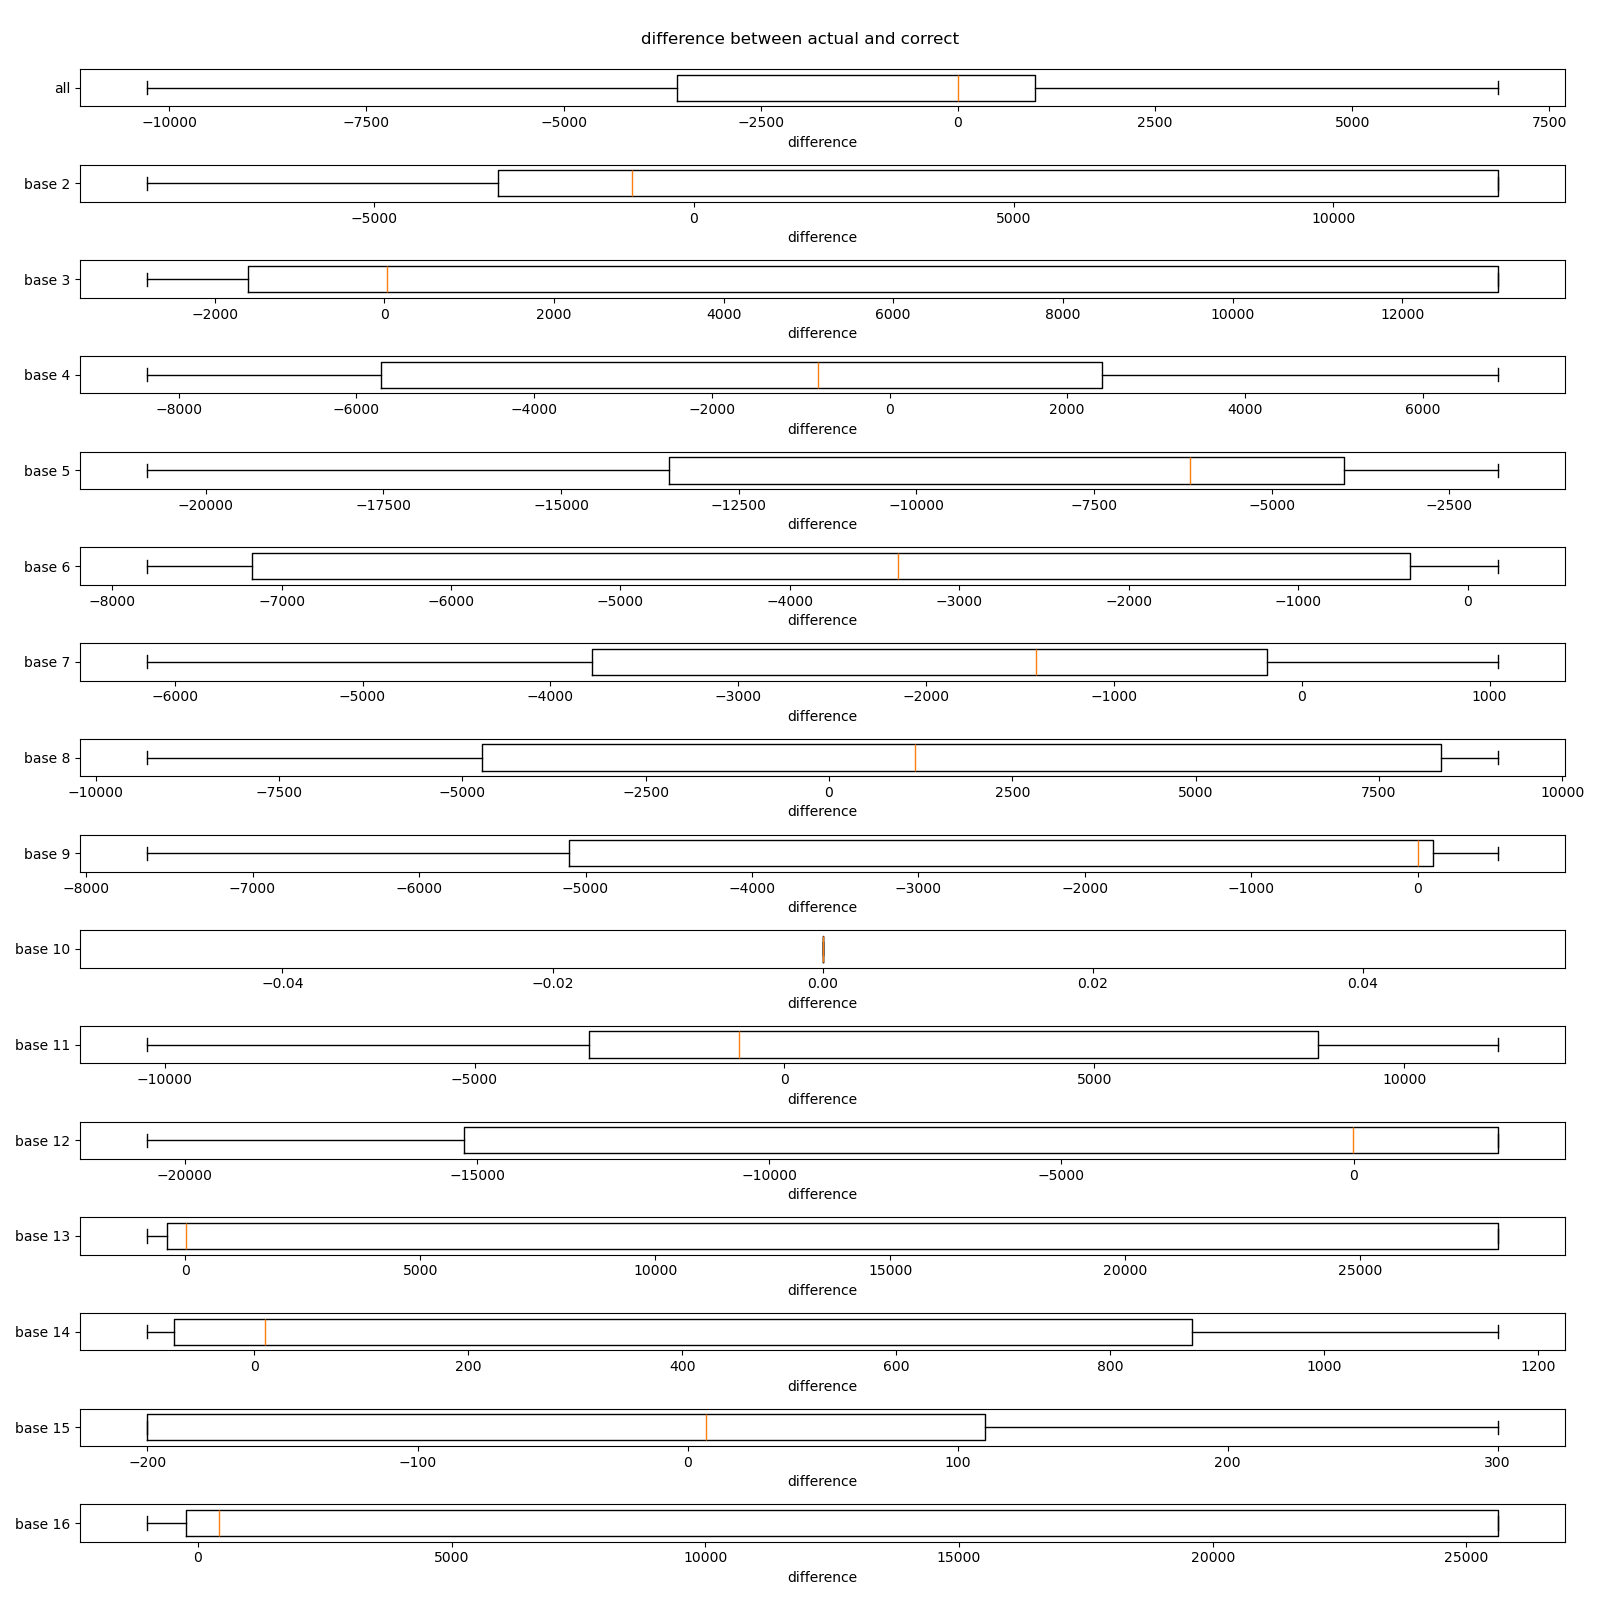 difference between actual and correct
all
−10000 −7500 −5000 −2500 0 2500 5000 7500
difference
base 2
−5000 0 5000 10000
difference
base 3
−2000 0 2000 4000 6000 8000 10000 12000
difference
base 4
−8000 −6000 −4000 −2000 0 2000 4000 6000
difference
base 5
−20000 −17500 −15000 −12500 −10000 −7500 −5000 −2500
difference
base 6
−8000 −7000 −6000 −5000 −4000 −3000 −2000 −1000 0
difference
base 7
−6000 −5000 −4000 −3000 −2000 −1000 0 1000
difference
base 8
−10000 −7500 −5000 −2500 0 2500 5000 7500 10000
difference
base 9
−8000 −7000 −6000 −5000 −4000 −3000 −2000 −1000 0
difference
base 10
−0.04 −0.02 0.00 0.02 0.04
difference
base 11
−10000 −5000 0 5000 10000
difference
base 12
−20000 −15000 −10000 −5000 0
difference
base 13
0 5000 10000 15000 20000 25000
difference
base 14
0 200 400 600 800 1000 1200
difference
base 15
−200 −100 0 100 200 300
difference
base 16
0 5000 10000 15000 20000 25000
difference